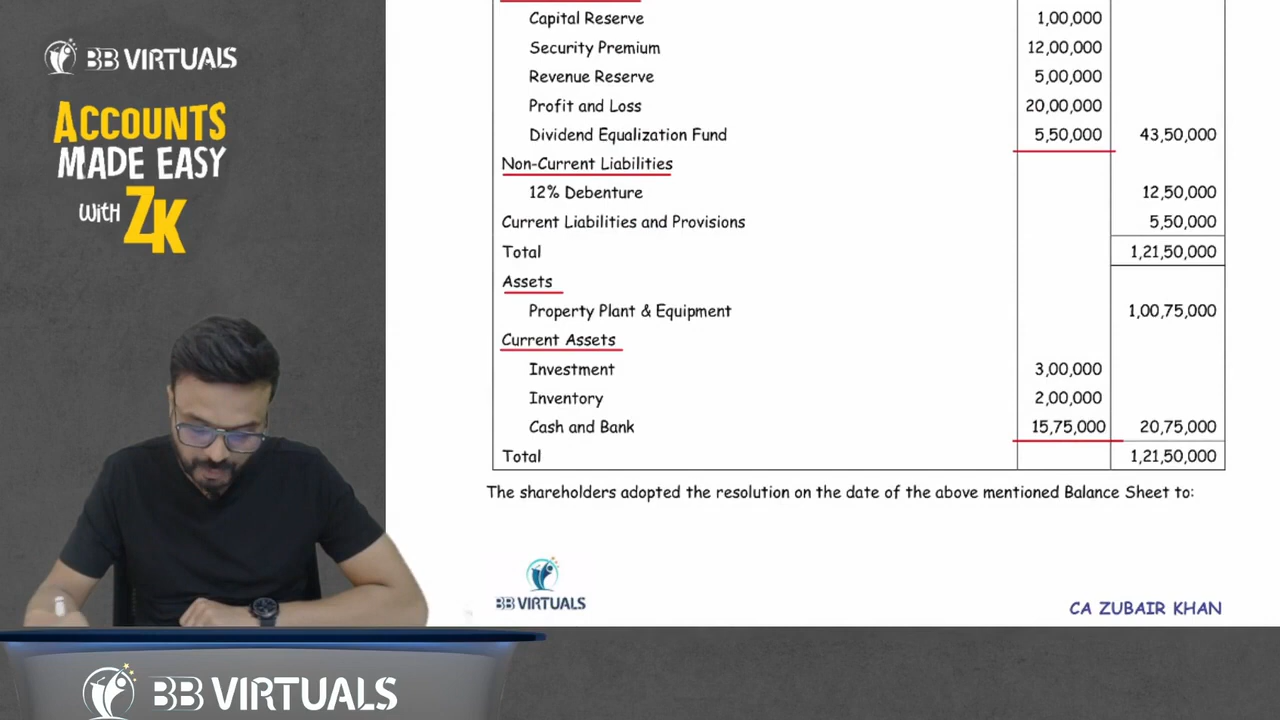 BB VIRTUALS
ACCOUNTS
MADE EASY
with ZK
Capital Reserve 1,00,000
Security Premium 12,00,000
Revenue Reserve 5,00,000
Profit and Loss 20,00,000
Dividend Equalization Fund 5,50,000 43,50,000
Non-Current Liabilities
12% Debenture 12,50,000
Current Liabilities and Provisions 5,50,000
Total 1,21,50,000
Assets
Property Plant & Equipment 1,00,75,000
Current Assets
Investment 3,00,000
Inventory 2,00,000
Cash and Bank 15,75,000 20,75,000
Total 1,21,50,000
The shareholders adopted the resolution on the date of the above mentioned Balance Sheet to:
BB VIRTUALS
CA ZUBAIR KHAN
BB VIRTUALS